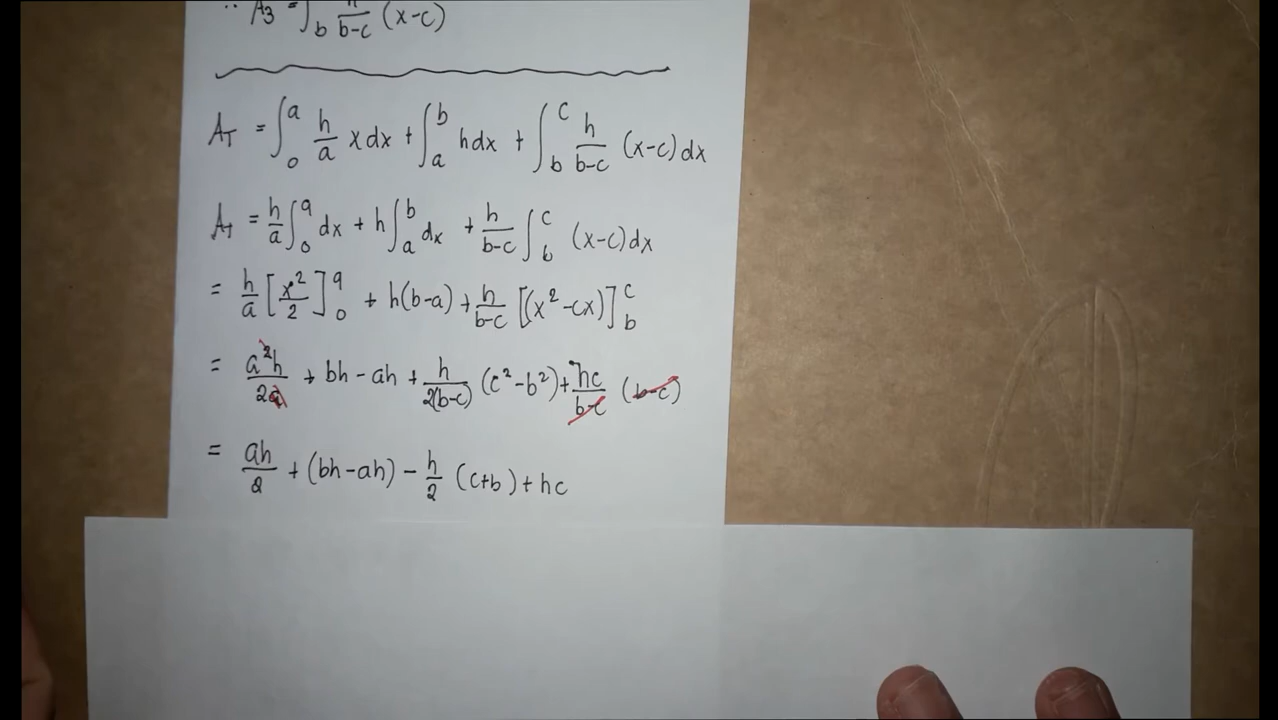 ∴ A₃ = ∫_b h/(b-c) (x-c)
A_T = ∫₀^a h/a x dx + ∫_a^b h dx + ∫_b^c h/(b-c) (x-c) dx
A_T = h/a ∫₀^a dx + h ∫_a^b dx + h/(b-c) ∫_b^c (x-c) dx
= h/a [x²/2]₀^a + h(b-a) + h/(b-c) [(x²-cx)]_b^c
= a²h/2a + bh - ah + h/2(b-c) (c²-b²) + hc/(b-c) (b-c)
= ah/2 + (bh-ah) - h/2 (c+b) + hc